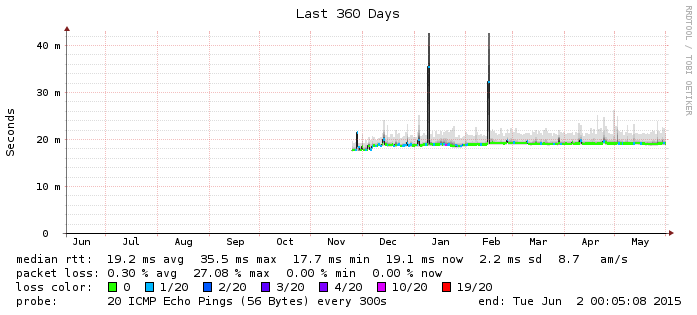 Last 360 Days
RRDTOOL / TOBI OETIKER
Seconds
40 m
30 m
20 m
10 m
0
Jun Jul Aug Sep Oct Nov Dec Jan Feb Mar Apr May
median rtt: 19.2 ms avg 35.5 ms max 17.7 ms min 19.1 ms now 2.2 ms sd 8.7 am/s
packet loss: 0.30 % avg 27.08 % max 0.00 % min 0.00 % now
loss color: 0 1/20 2/20 3/20 4/20 10/20 19/20
probe: 20 ICMP Echo Pings (56 Bytes) every 300s end: Tue Jun 2 00:05:08 2015